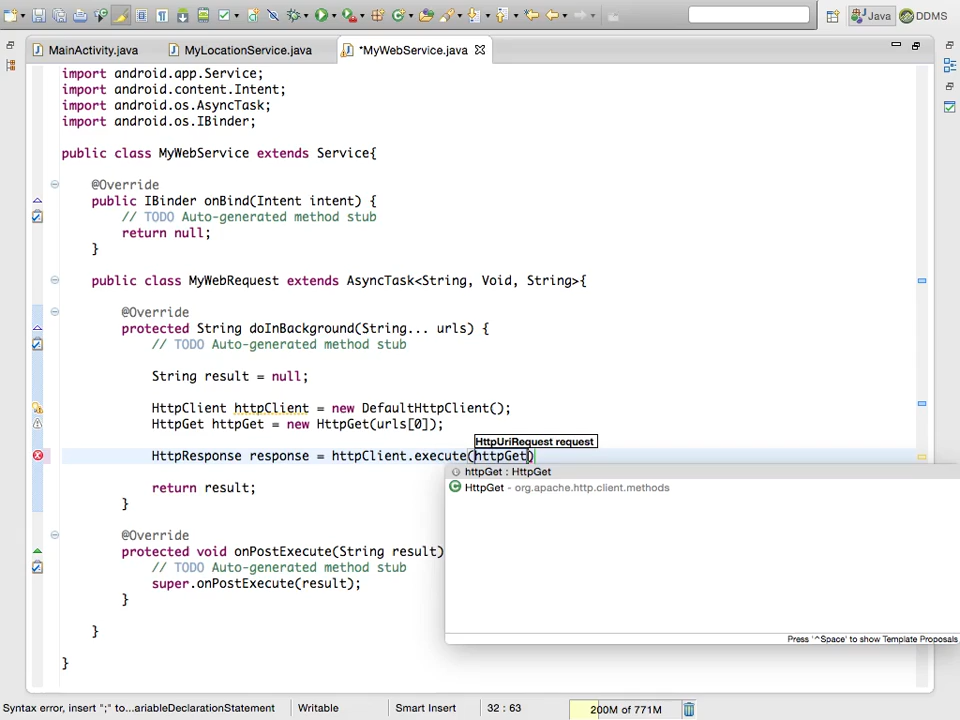 Java
DDMS
MainActivity.java
MyLocationService.java
*MyWebService.java
import android.app.Service;
import android.content.Intent;
import android.os.AsyncTask;
import android.os.IBinder;
public class MyWebService extends Service{
@Override
public IBinder onBind(Intent intent) {
// TODO Auto-generated method stub
return null;
}
public class MyWebRequest extends AsyncTask<String, Void, String>{
@Override
protected String doInBackground(String... urls) {
// TODO Auto-generated method stub
String result = null;
HttpClient httpClient = new DefaultHttpClient();
HttpGet httpGet = new HttpGet(urls[0]);
HttpUriRequest request
HttpResponse response = httpClient.execute(httpGet)
httpGet : HttpGet
HttpGet - org.apache.http.client.methods
return result;
}
@Override
protected void onPostExecute(String result)
// TODO Auto-generated method stub
super.onPostExecute(result);
}
}
Press '^Space' to show Template Proposals
}
Syntax error, insert ";" to...ariableDeclarationStatement
Writable
Smart Insert
32 : 63
200M of 771M